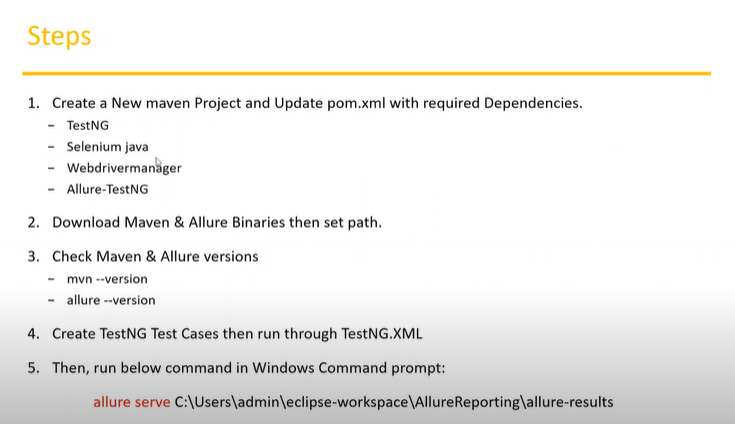 Steps
1. Create a New maven Project and Update pom.xml with required Dependencies.
– TestNG
– Selenium java
– Webdrivermanager
– Allure-TestNG
2. Download Maven & Allure Binaries then set path.
3. Check Maven & Allure versions
– mvn --version
– allure --version
4. Create TestNG Test Cases then run through TestNG.XML
5. Then, run below command in Windows Command prompt:
allure serve C:\Users\admin\eclipse-workspace\AllureReporting\allure-results